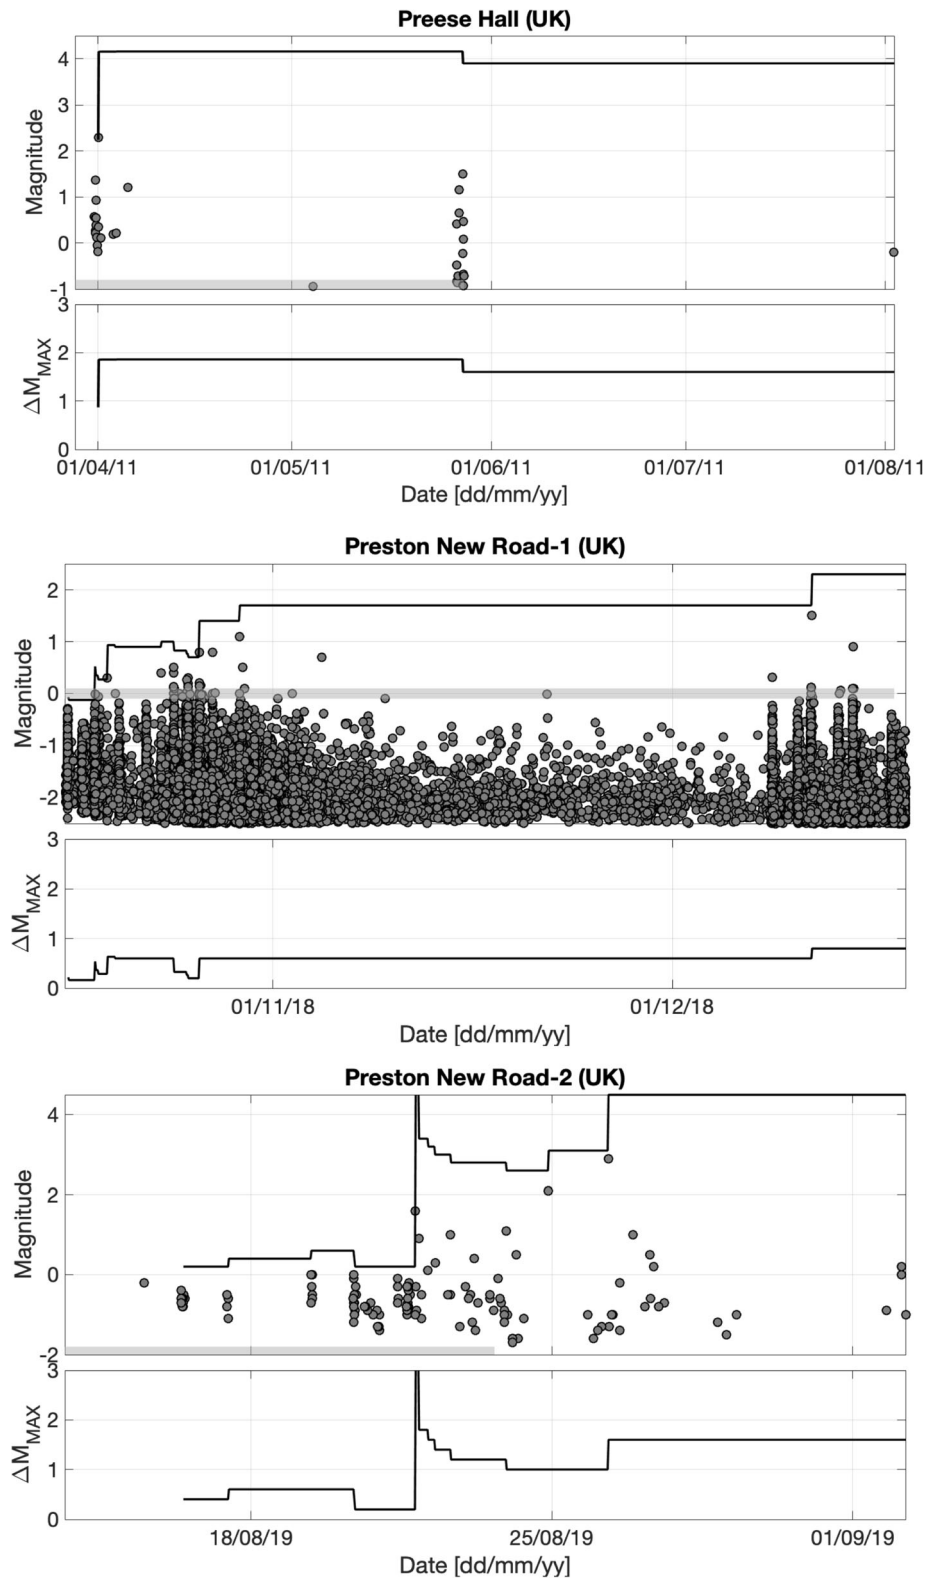 Preese Hall (UK)
4
3
2
1
0
-1
Magnitude
3
2
1
0
ΔM_MAX
01/04/11 01/05/11 01/06/11 01/07/11 01/08/11
Date [dd/mm/yy]
Preston New Road-1 (UK)
2
1
0
-1
-2
Magnitude
3
2
1
0
ΔM_MAX
01/11/18 01/12/18
Date [dd/mm/yy]
Preston New Road-2 (UK)
4
2
0
-2
Magnitude
3
2
1
0
ΔM_MAX
18/08/19 25/08/19 01/09/19
Date [dd/mm/yy]